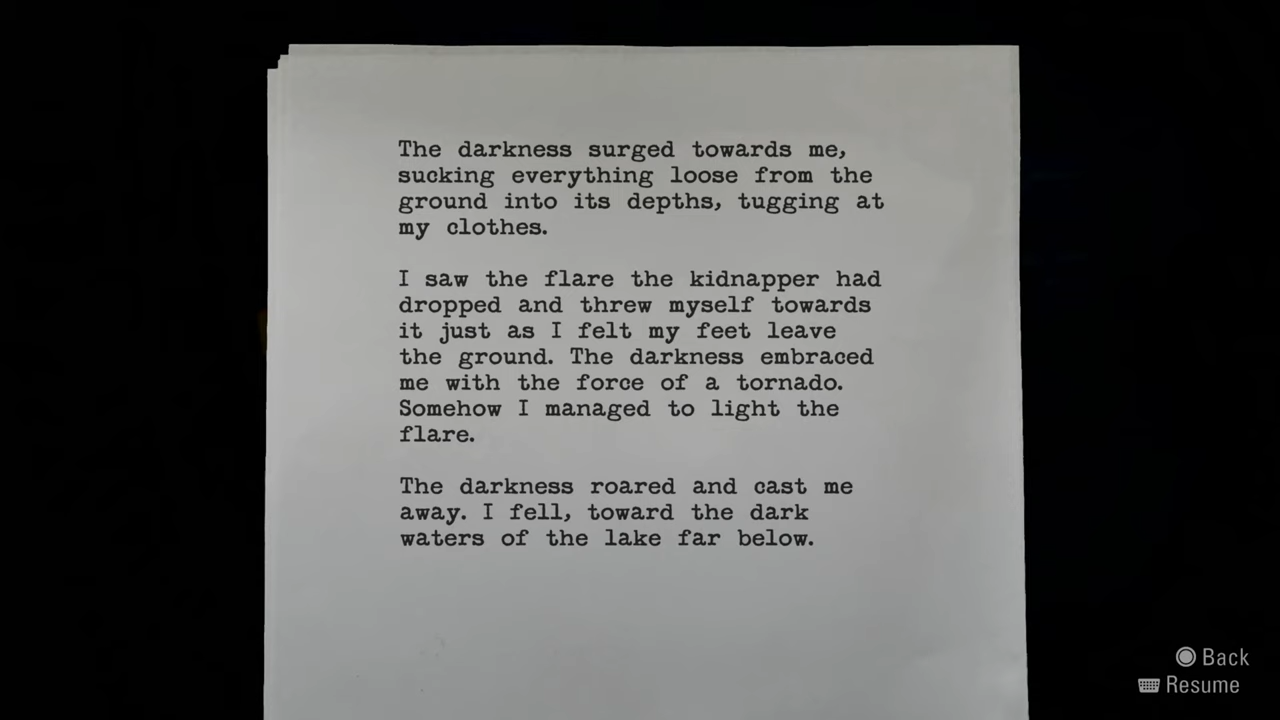 The darkness surged towards me,
sucking everything loose from the
ground into its depths, tugging at
my clothes.
I saw the flare the kidnapper had
dropped and threw myself towards
it just as I felt my feet leave
the ground. The darkness embraced
me with the force of a tornado.
Somehow I managed to light the
flare.
The darkness roared and cast me
away. I fell, toward the dark
waters of the lake far below.
Back
Resume